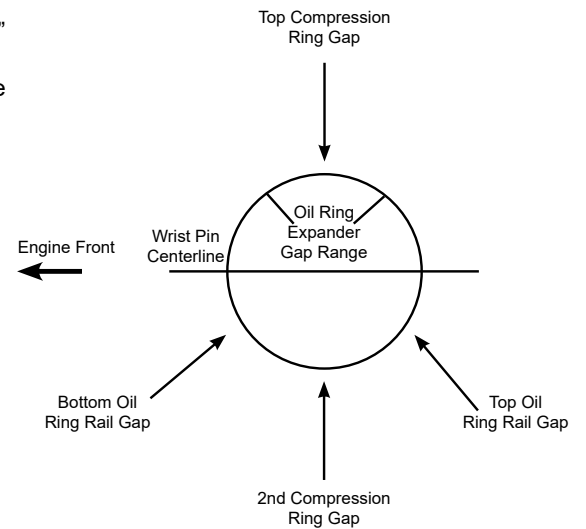 ”
e
Top Compression
Ring Gap
Oil Ring
Expander
Gap Range
Wrist Pin
Centerline
Engine Front
Bottom Oil
Ring Rail Gap
Top Oil
Ring Rail Gap
2nd Compression
Ring Gap